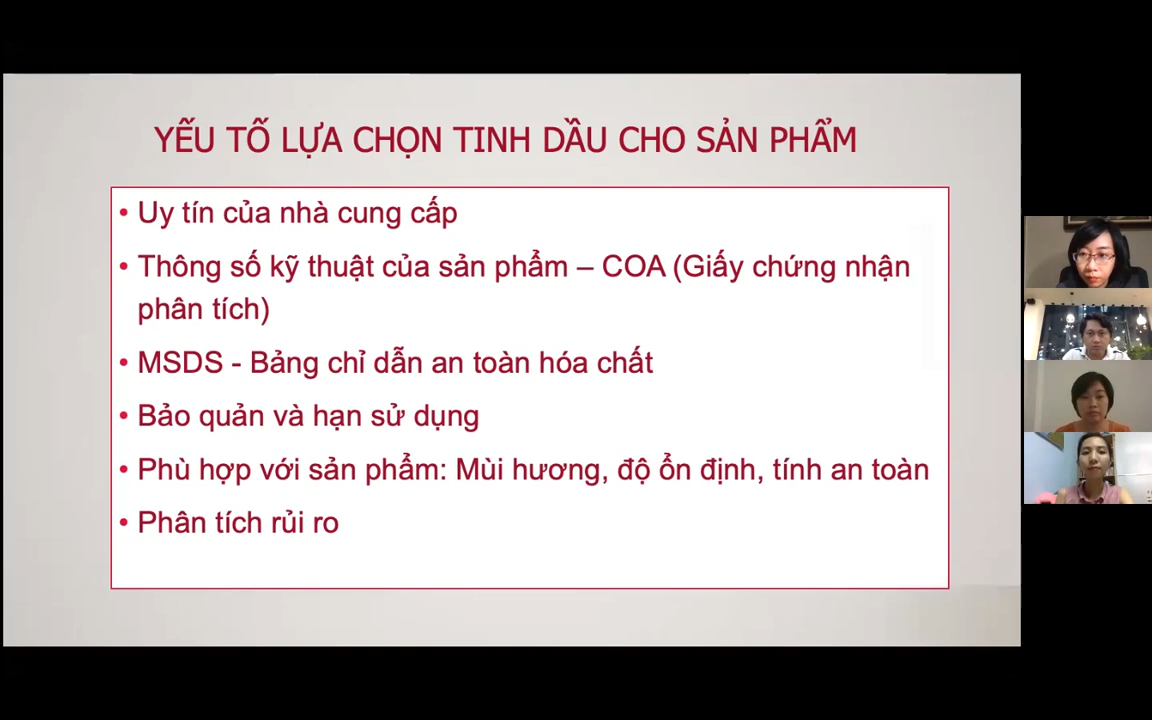 YẾU TỐ LỰA CHỌN TINH DẦU CHO SẢN PHẨM
• Uy tín của nhà cung cấp
• Thông số kỹ thuật của sản phẩm – COA (Giấy chứng nhận
phân tích)
• MSDS - Bảng chỉ dẫn an toàn hóa chất
• Bảo quản và hạn sử dụng
• Phù hợp với sản phẩm: Mùi hương, độ ổn định, tính an toàn
• Phân tích rủi ro